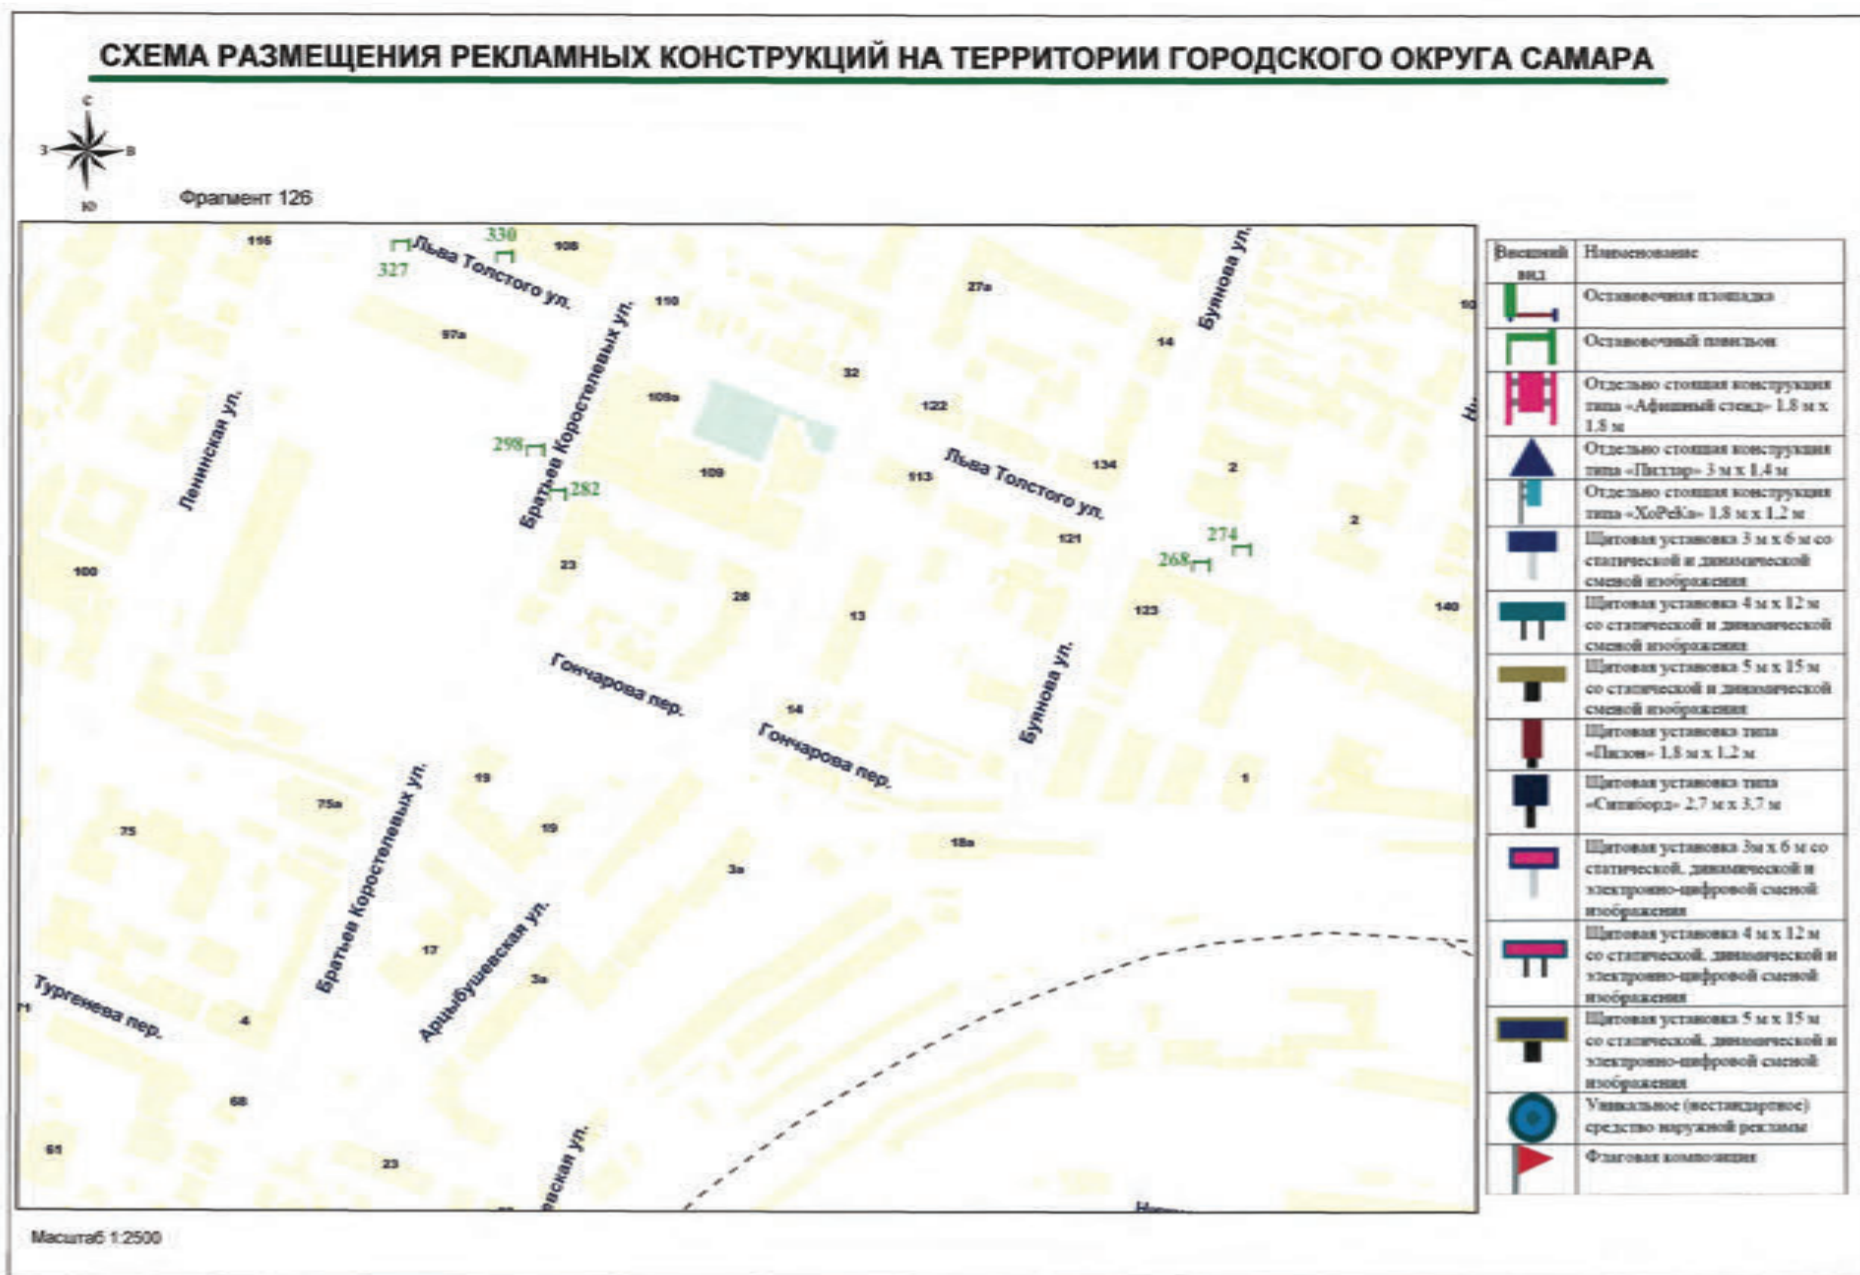 СХЕМА РАЗМЕЩЕНИЯ РЕКЛАМНЫХ КОНСТРУКЦИЙ НА ТЕРРИТОРИИ ГОРОДСКОГО ОКРУГА САМАРА
С
З
В
Ю
Фрагмент 126
116
327
Льва Толстого ул.
330
108
97а
110
27а
Буянова ул.
14
Ленинская ул.
Братьев Коростелевых ул.
109а
32
122
298
282
109
113
Льва Толстого ул.
134
2
2
121
274
268
100
23
28
13
123
140
Гончарова пер.
14
Гончарова пер.
Буянова ул.
19
75а
75
Братьев Коростелевых ул.
19
3а
18а
1
17
Арцыбушевская ул.
3а
Тургенева пер.
71
4
68
61
23
евская ул.
Масштаб 1:2500
Внешний вид
Наименование
Остановочная площадка
Остановочный павильон
Отдельно стоящая конструкция
типа «Афишный стенд» 1,8 м х
1,8 м
Отдельно стоящая конструкция
типа «Пиллар» 3 м х 1,4 м
Отдельно стоящая конструкция
типа «ХоРеКа» 1,8 м х 1,2 м
Щитовая установка 3 м х 6 м со
статической и динамической
сменой изображения
Щитовая установка 4 м х 12 м
со статической и динамической
сменой изображения
Щитовая установка 5 м х 15 м
со статической и динамической
сменой изображения
Щитовая установка типа
«Пилон» 1,8 м х 1,2 м
Щитовая установка типа
«Ситиборд» 2,7 м х 3,7 м
Щитовая установка 3м х 6 м со
статической, динамической и
электронно-цифровой сменой
изображения
Щитовая установка 4 м х 12 м
со статической, динамической и
электронно-цифровой сменой
изображения
Щитовая установка 5 м х 15 м
со статической, динамической и
электронно-цифровой сменой
изображения
Уникальное (нестандартное)
средство наружной рекламы
Флаговая композиция